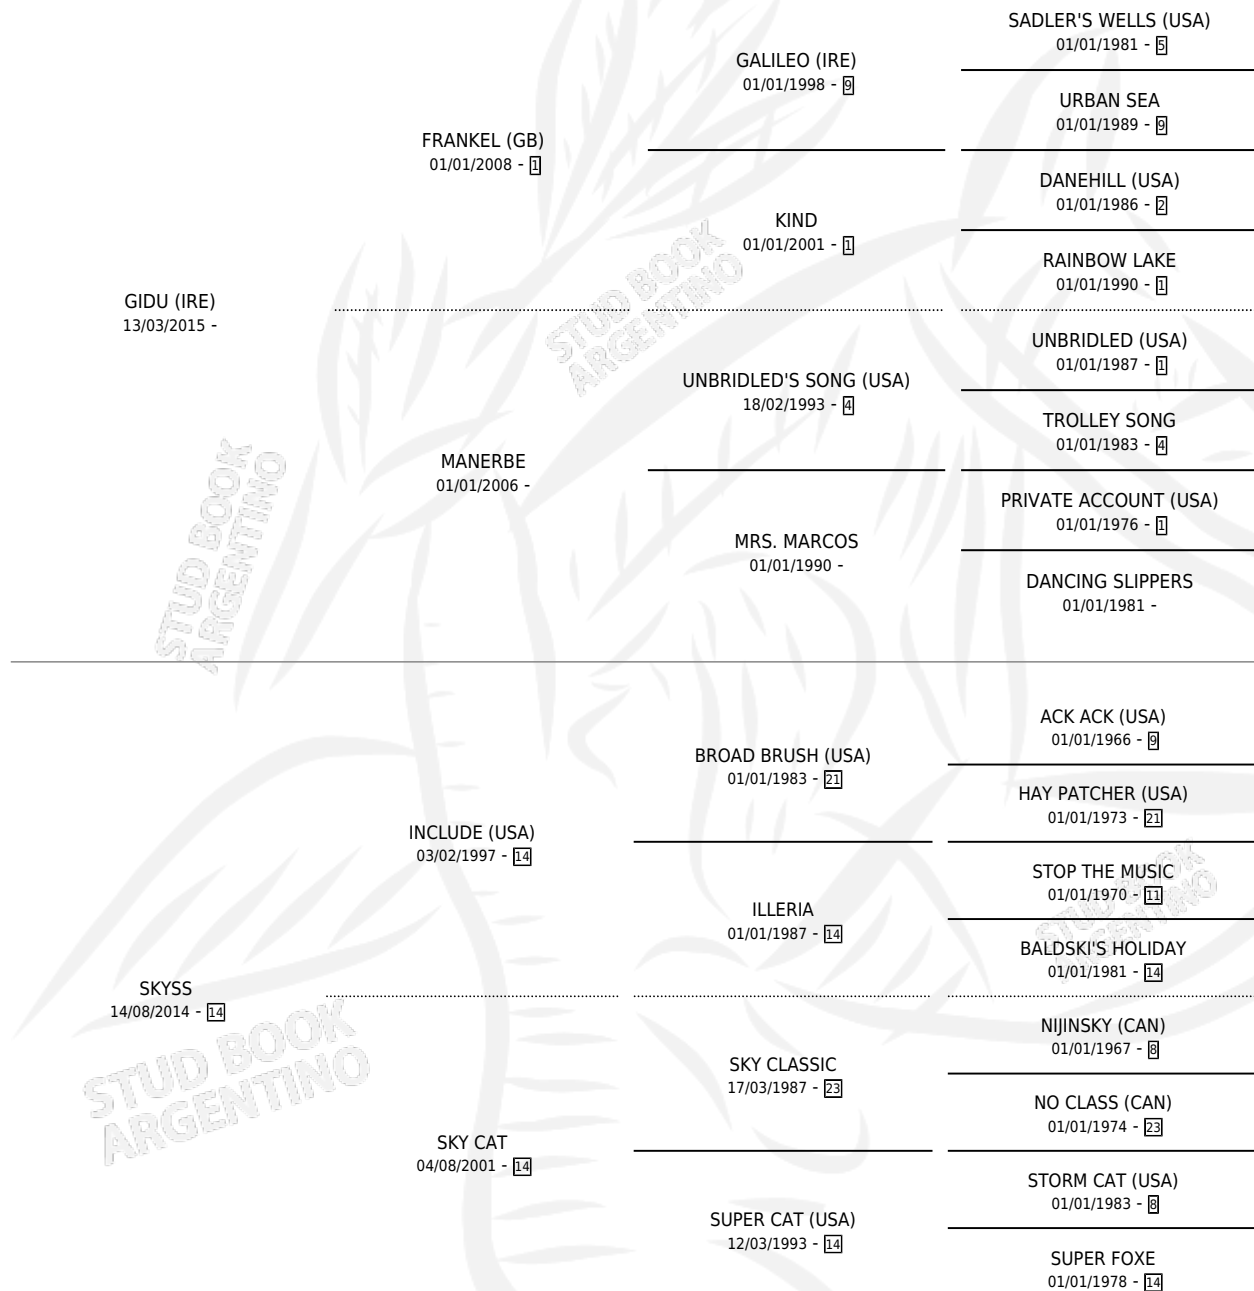 SADLER'S WELLS (USA)
01/01/1981 - 5
GALILEO (IRE)
01/01/1998 - 9
URBAN SEA
01/01/1989 - 9
FRANKEL (GB)
01/01/2008 - 1
DANEHILL (USA)
01/01/1986 - 2
KIND
01/01/2001 - 1
RAINBOW LAKE
01/01/1990 - 1
GIDU (IRE)
13/03/2015 -
UNBRIDLED (USA)
01/01/1987 - 1
UNBRIDLED'S SONG (USA)
18/02/1993 - 4
TROLLEY SONG
01/01/1983 - 4
MANERBE
01/01/2006 -
PRIVATE ACCOUNT (USA)
01/01/1976 - 1
MRS. MARCOS
01/01/1990 -
DANCING SLIPPERS
01/01/1981 -
ACK ACK (USA)
01/01/1966 - 9
BROAD BRUSH (USA)
01/01/1983 - 21
HAY PATCHER (USA)
01/01/1973 - 21
INCLUDE (USA)
03/02/1997 - 14
STOP THE MUSIC
01/01/1970 - 11
ILLERIA
01/01/1987 - 14
BALDSKI'S HOLIDAY
01/01/1981 - 14
SKYSS
14/08/2014 - 14
NIJINSKY (CAN)
01/01/1967 - 8
SKY CLASSIC
17/03/1987 - 23
NO CLASS (CAN)
01/01/1974 - 23
SKY CAT
04/08/2001 - 14
STORM CAT (USA)
01/01/1983 - 8
SUPER CAT (USA)
12/03/1993 - 14
SUPER FOXE
01/01/1978 - 14
STUD BOOK
ARGENTINO
STUD BOOK
ARGENTINO
STUD BOOK
ARGENTINO
STUD BOOK
ARGENTINO